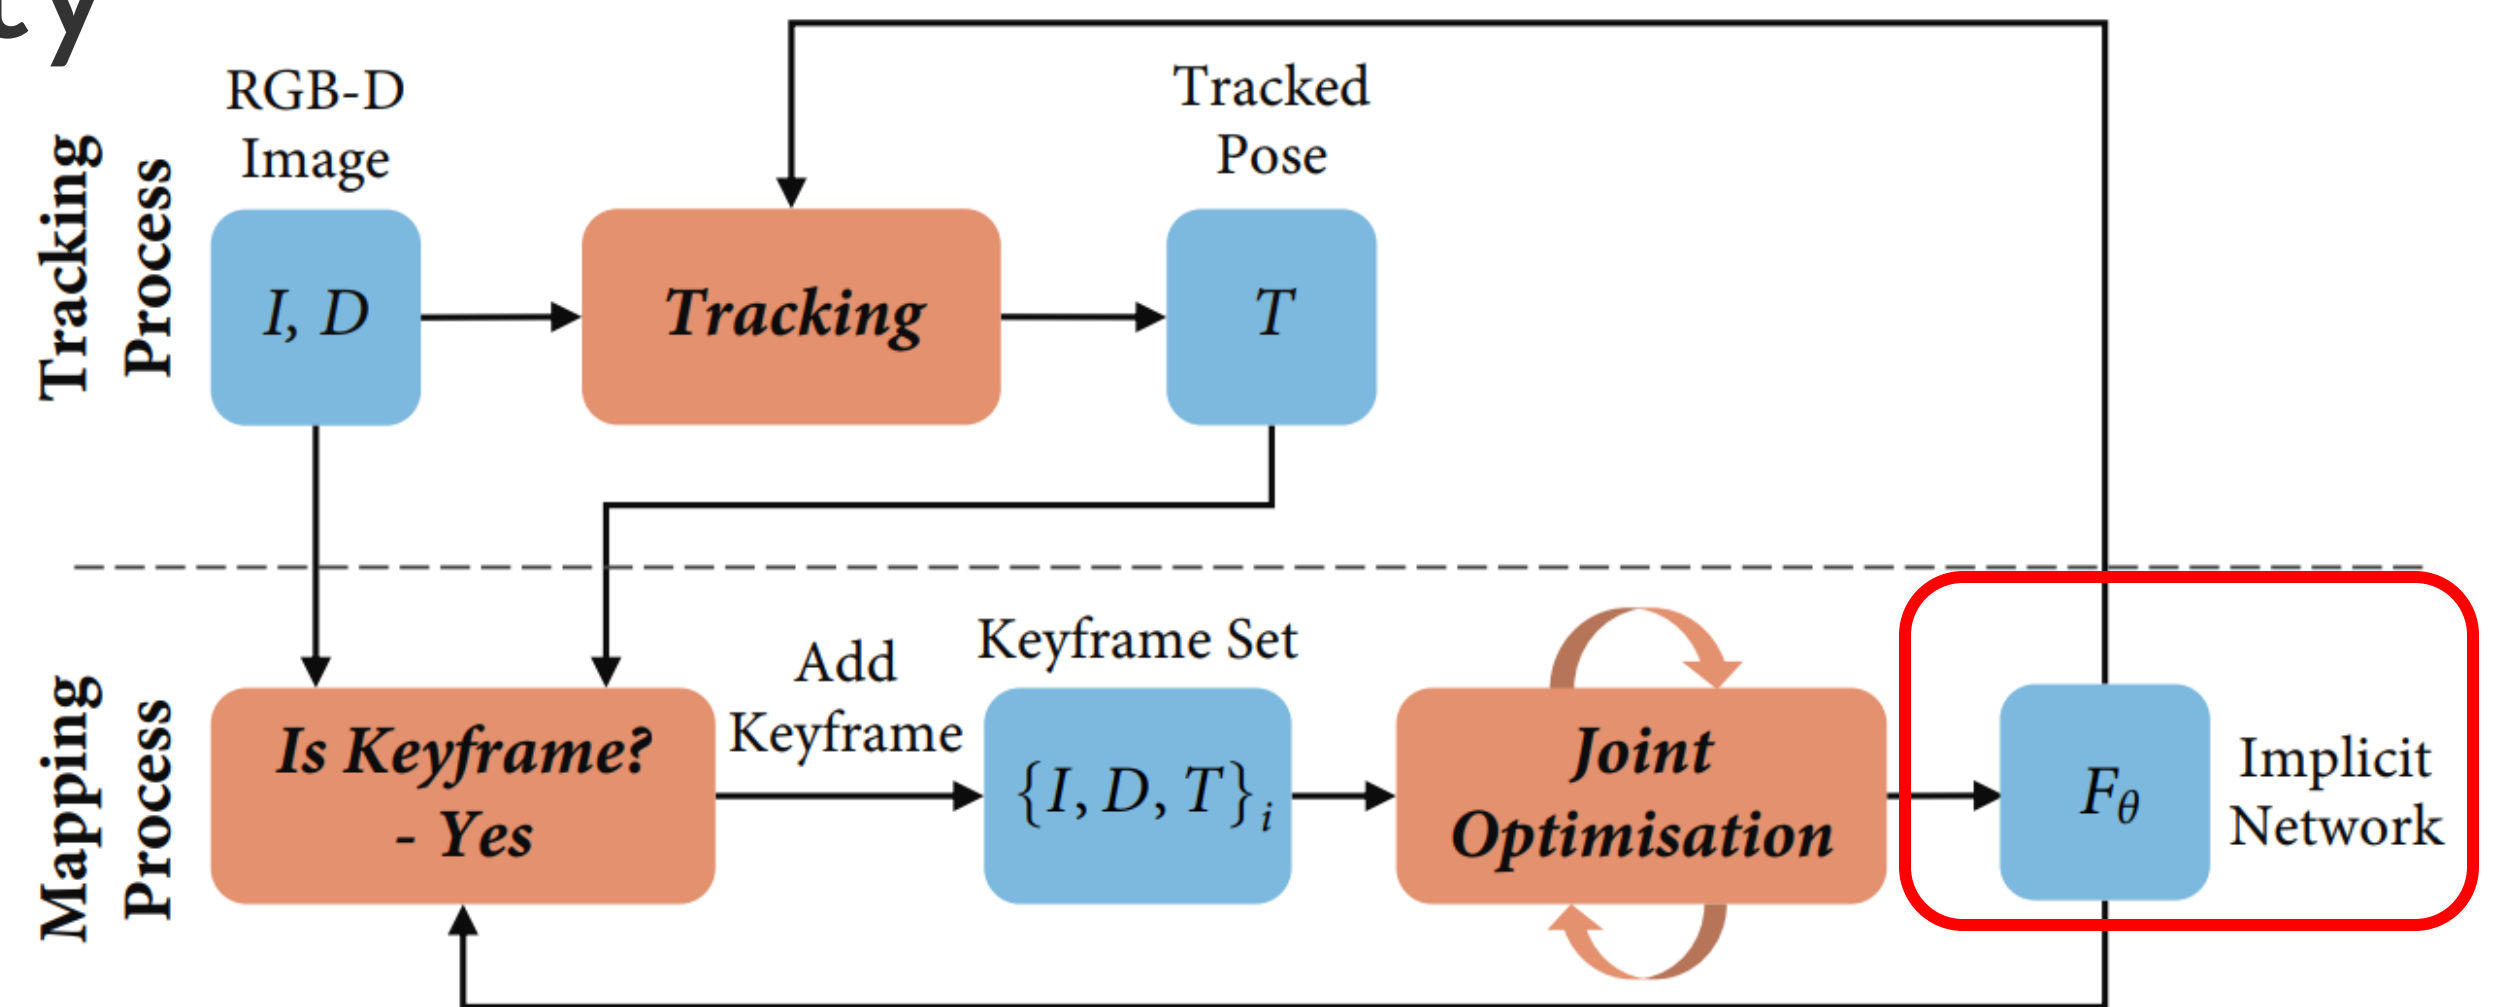 RGB-D
Image
Tracked
Pose
Tracking
Process
I, D
Tracking
T
Mapping
Process
Is Keyframe?
- Yes
Add
Keyframe
Keyframe Set
{I, D, T}i
Joint
Optimisation
Fθ
Implicit
Network